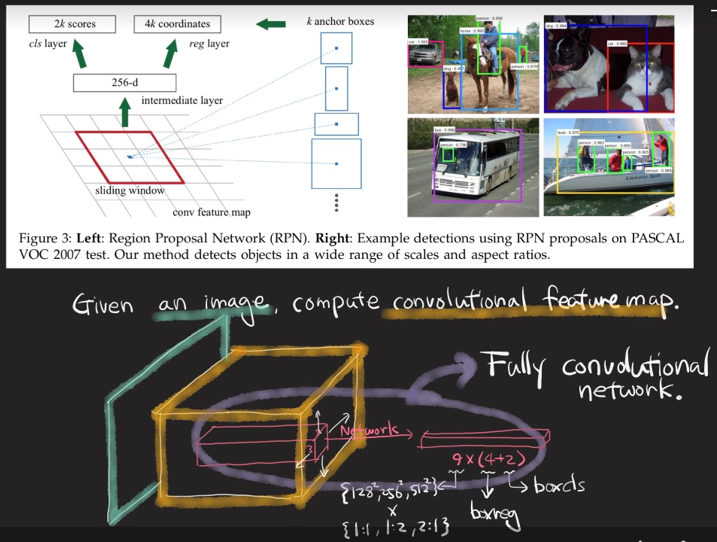 2k scores
4k coordinates
k anchor boxes
cls layer
reg layer
256-d
intermediate layer
sliding window
conv feature map
Figure 3: Left: Region Proposal Network (RPN). Right: Example detections using RPN proposals on PASCAL
VOC 2007 test. Our method detects objects in a wide range of scales and aspect ratios.
Given an image, compute convolutional feature map.
Fully convolutional
network.
Network
3
9×(4+2)
{128², 256², 512²}
×
{1:1, 1:2, 2:1}
boxcls
boxreg